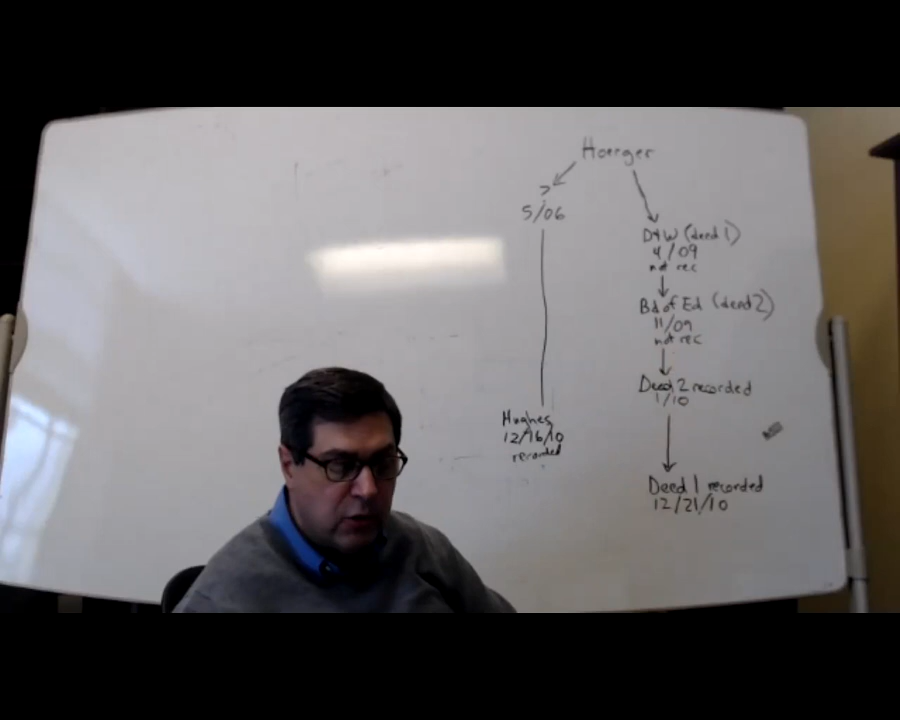 Hoerger
?
5/06
D+W (deed 1)
4/09
not rec
Bd of Ed (deed 2)
11/09
not rec
Deed 2 recorded
1/10
Hughes
12/16/10
recorded
Deed 1 recorded
12/21/10